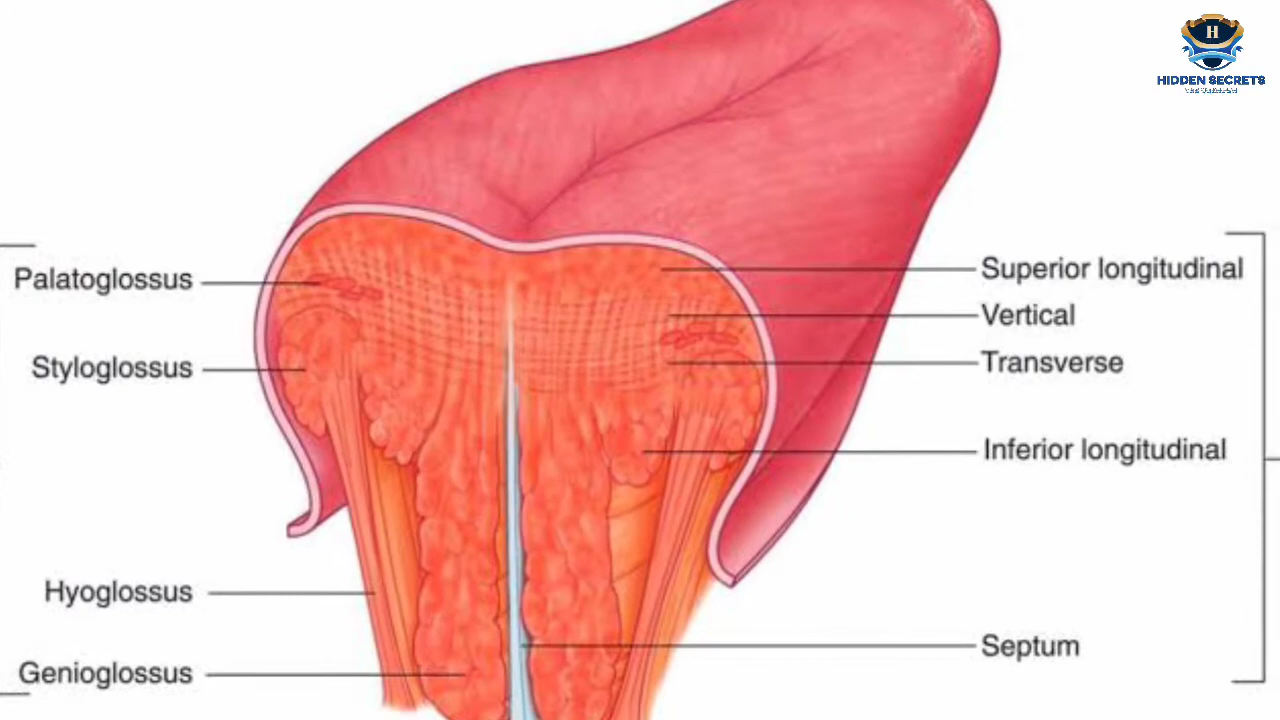 H
HIDDEN SECRETS
Palatoglossus
Styloglossus
Hyoglossus
Genioglossus
Superior longitudinal
Vertical
Transverse
Inferior longitudinal
Septum